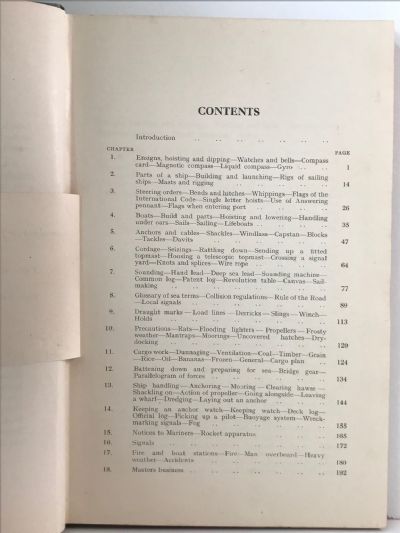 CONTENTS
Introduction .. .. .. .. .. .. ..
CHAPTER PAGE
1. Ensigns, hoisting and dipping—Watches and bells—Compass
card—Magnetic compass—Liquid compass—Gyro .. .. 1
2. Parts of a ship—Building and launching—Rigs of sailing
ships—Masts and rigging .. .. .. .. .. 14
3. Steering orders—Bends and hitches—Whippings—Flags of the
International Code—Single letter hoists—Use of Answering
pennant—Flags when entering port .. .. .. .. 26
4. Boats—Build and parts—Hoisting and lowering—Handling
under oars—Sails—Sailing—Lifeboats .. .. .. 35
5. Anchors and cables—Shackles—Windlass—Capstan—Blocks
—Tackles—Davits .. .. .. .. .. .. 47
6. Cordage—Seizings—Rattling down—Sending up a fitted
topmast—Housing a telescopic topmast—Crossing a signal
yard—Knots and splices—Wire rope .. .. .. .. 64
7. Sounding—Hand lead—Deep sea lead—Sounding machine—
Common log—Patent log—Revolution table—Canvas—Sail-
making .. .. .. .. .. .. .. 77
8. Glossary of sea terms—Collision regulations—Rule of the Road
—Local signals .. .. .. .. .. .. 89
9. Draught marks—Load lines—Derricks—Slings—Winch—
Holds .. .. .. .. .. .. .. 113
10. Precautions—Rats—Flooding lighters—Propellers—Frosty
weather—Mantraps—Moorings—Uncovered hatches—Dry-
docking .. .. .. .. .. .. .. 120
11. Cargo work—Dunnaging—Ventilation—Coal—Timber—Grain
—Rice—Oil—Bananas—Frozen—General—Cargo plan .. 124
12. Battening down and preparing for sea—Bridge gear—
Parallelogram of forces .. .. .. .. .. 134
13. Ship handling—Anchoring—Mooring—Clearing hawse—
Shackling on—Action of propeller—Going alongside—Leaving
a wharf—Dredging—Laying out an anchor .. .. 144
14. Keeping an anchor watch—Keeping watch—Deck log—
Official log—Picking up a pilot—Buoyage system—Wreck-
marking signals—Fog .. .. .. .. .. 155
15. Notices to Mariners—Rocket apparatus .. .. .. 165
16. Signals .. .. .. .. .. .. .. 172
17. Fire and boat stations—Fire—Man overboard—Heavy
weather—Accidents .. .. .. .. .. 180
18. Masters business .. .. .. .. .. .. 192